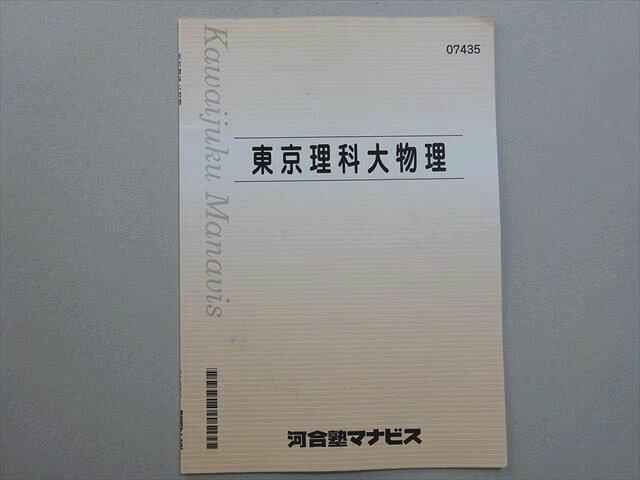 07435
Kawaijuku Manavis
東京理科大物理
河合塾マナビス